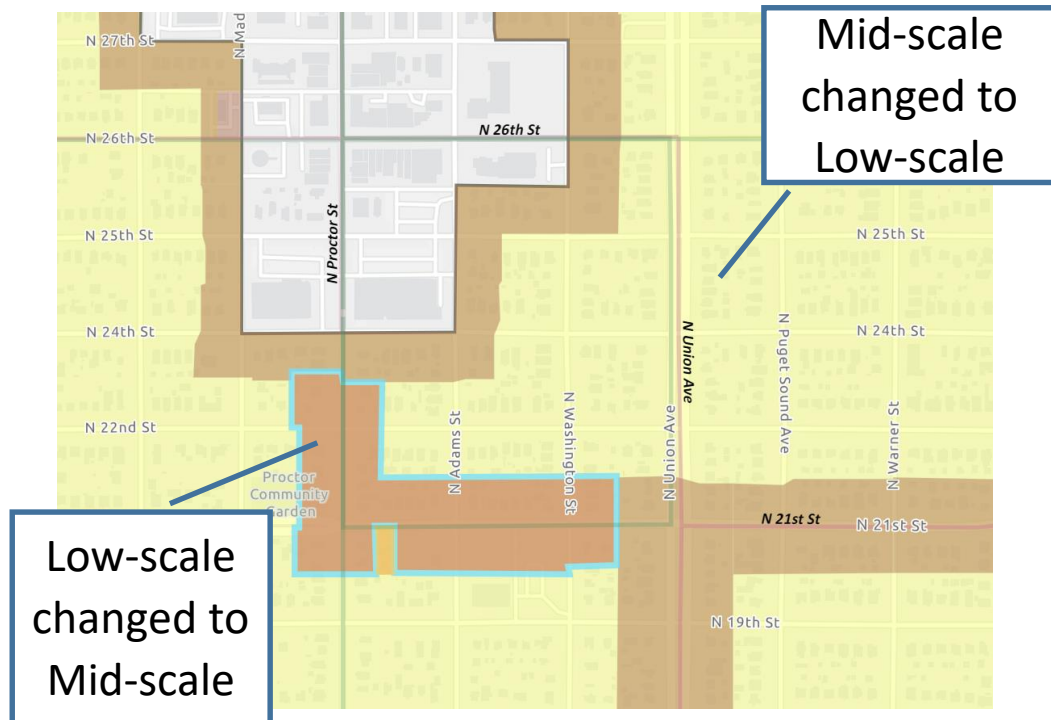 Mid-scale
changed to
Low-scale
N 27th St
N Mad
N 26th St
N 26th St
N 25th St
N Proctor St
N 25th St
N 24th St
N Union Ave
N Puget Sound Ave
N 24th St
N 22nd St
N Adams St
N Washington St
N Union Ave
N Warner St
Proctor
Community
Garden
N 21st St
N 21st St
Low-scale
changed to
Mid-scale
N 19th St